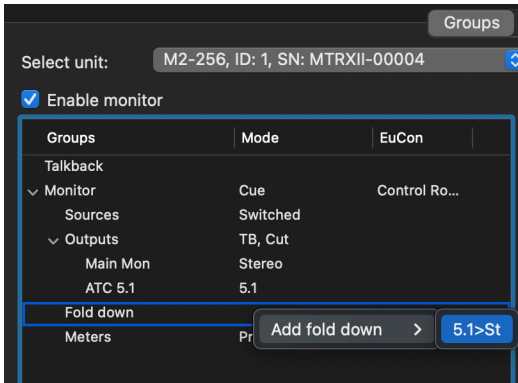 Groups
Select unit: M2-256, ID: 1, SN: MTRXII-00004
Enable monitor
Groups Mode EuCon
Talkback
Monitor Cue Control Ro...
Sources Switched
Outputs TB, Cut
Main Mon Stereo
ATC 5.1 5.1
Fold down
Add fold down > 5.1>St
Meters Pr